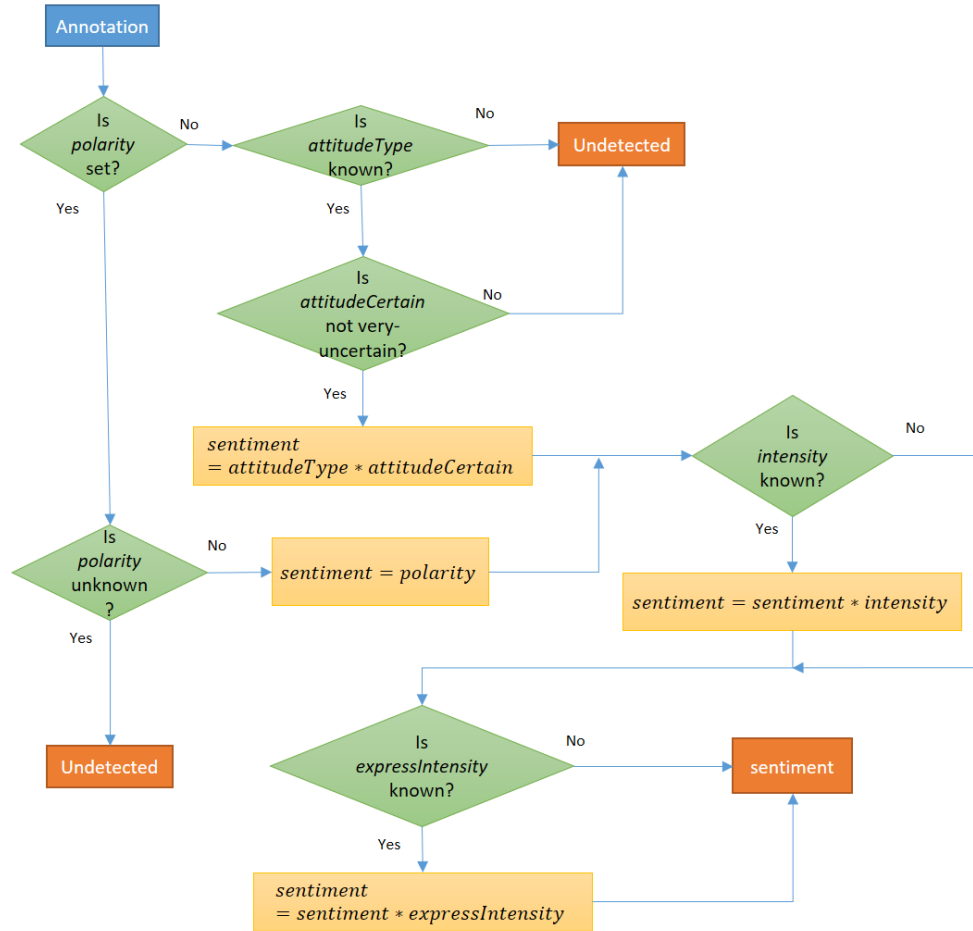 Annotation
Is
polarity
set?
No
Is
attitudeType
known?
No
Undetected
Yes
Yes
Is
attitudeCertain
not very-
uncertain?
No
Yes
sentiment
= attitudeType ∗ attitudeCertain
Is
intensity
known?
No
Yes
Is
polarity
unknown
?
No
sentiment = polarity
sentiment = sentiment ∗ intensity
Yes
Undetected
Is
expressIntensity
known?
No
sentiment
Yes
sentiment
= sentiment ∗ expressIntensity